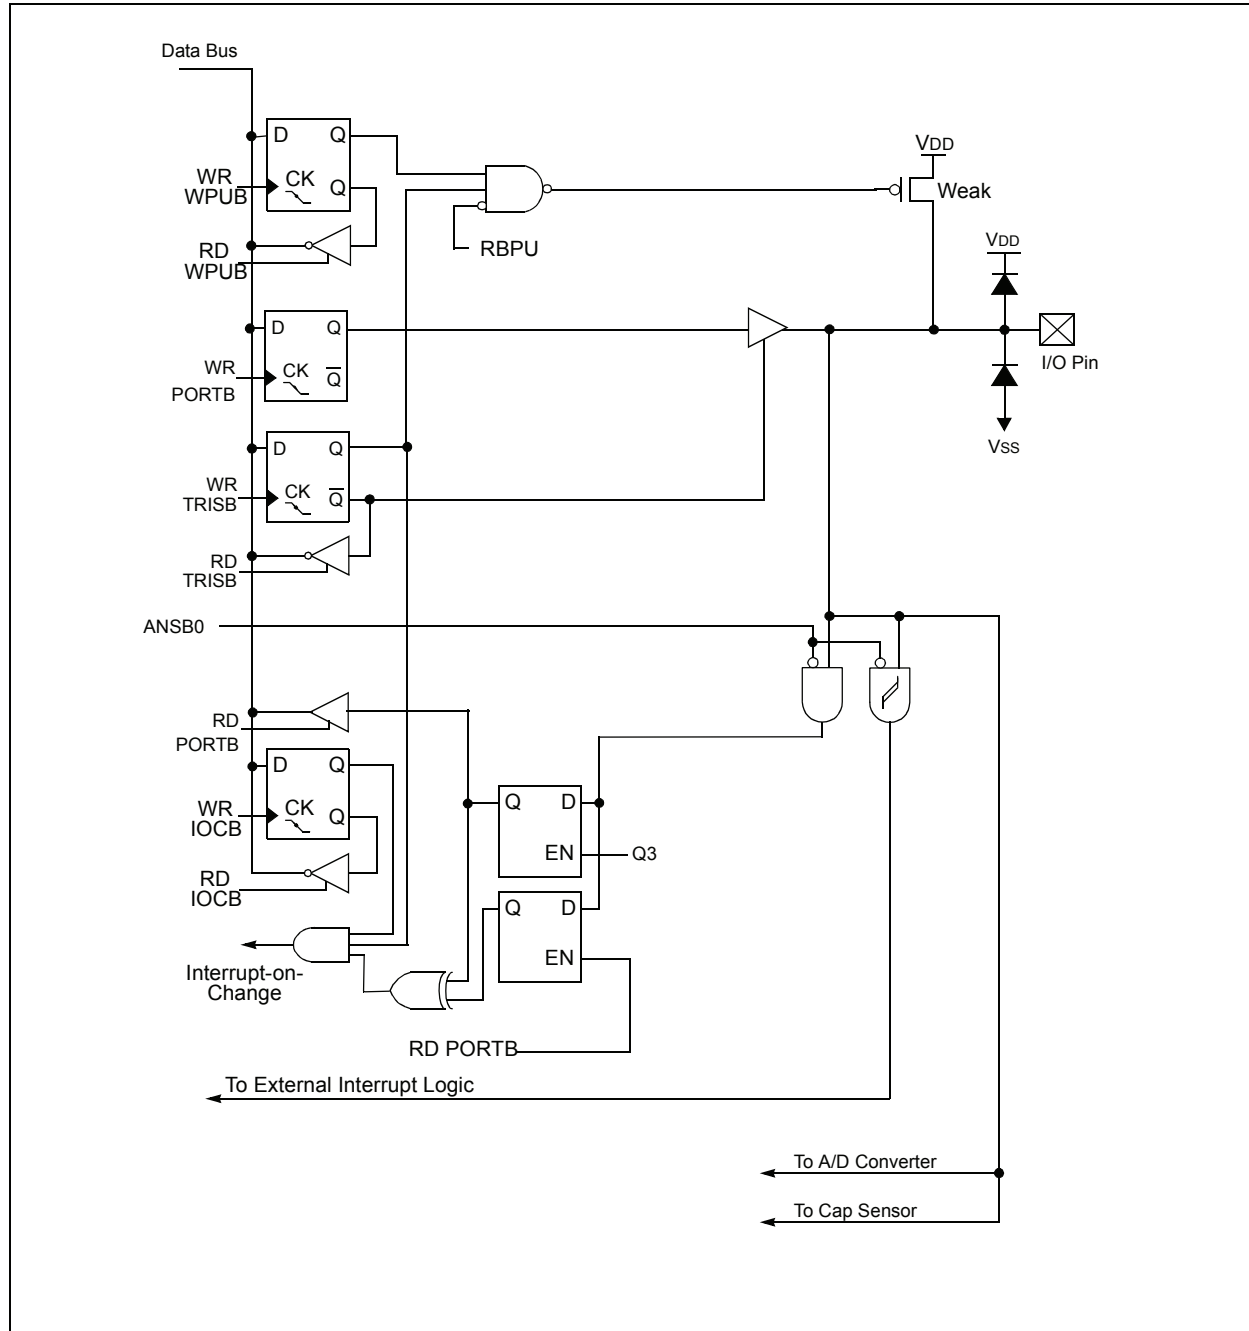 Data Bus
D Q
WR
WPUB
CK
Q
RD
WPUB
RBPU
VDD
Weak
VDD
D Q
WR
PORTB
CK
Q
I/O Pin
D Q
WR
TRISB
CK
Q
VSS
RD
TRISB
ANSB0
RD
PORTB
D Q
WR
IOCB
CK
Q
Q D
EN
Q3
RD
IOCB
Q D
EN
Interrupt-on-
Change
RD PORTB
To External Interrupt Logic
To A/D Converter
To Cap Sensor